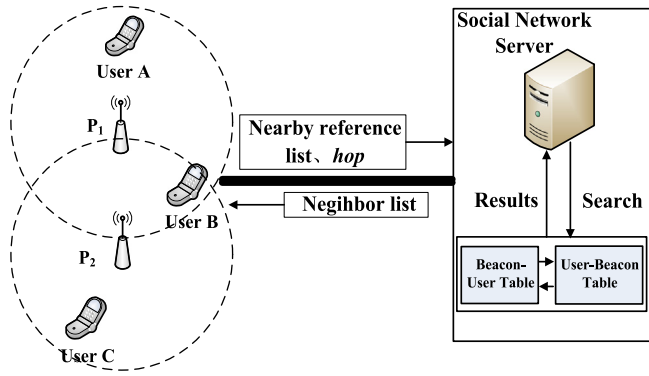 User A
P1
User B
P2
User C
Nearby reference
list、hop
Negihbor list
Social Network
Server
Results
Search
Beacon-
User Table
User-Beacon
Table